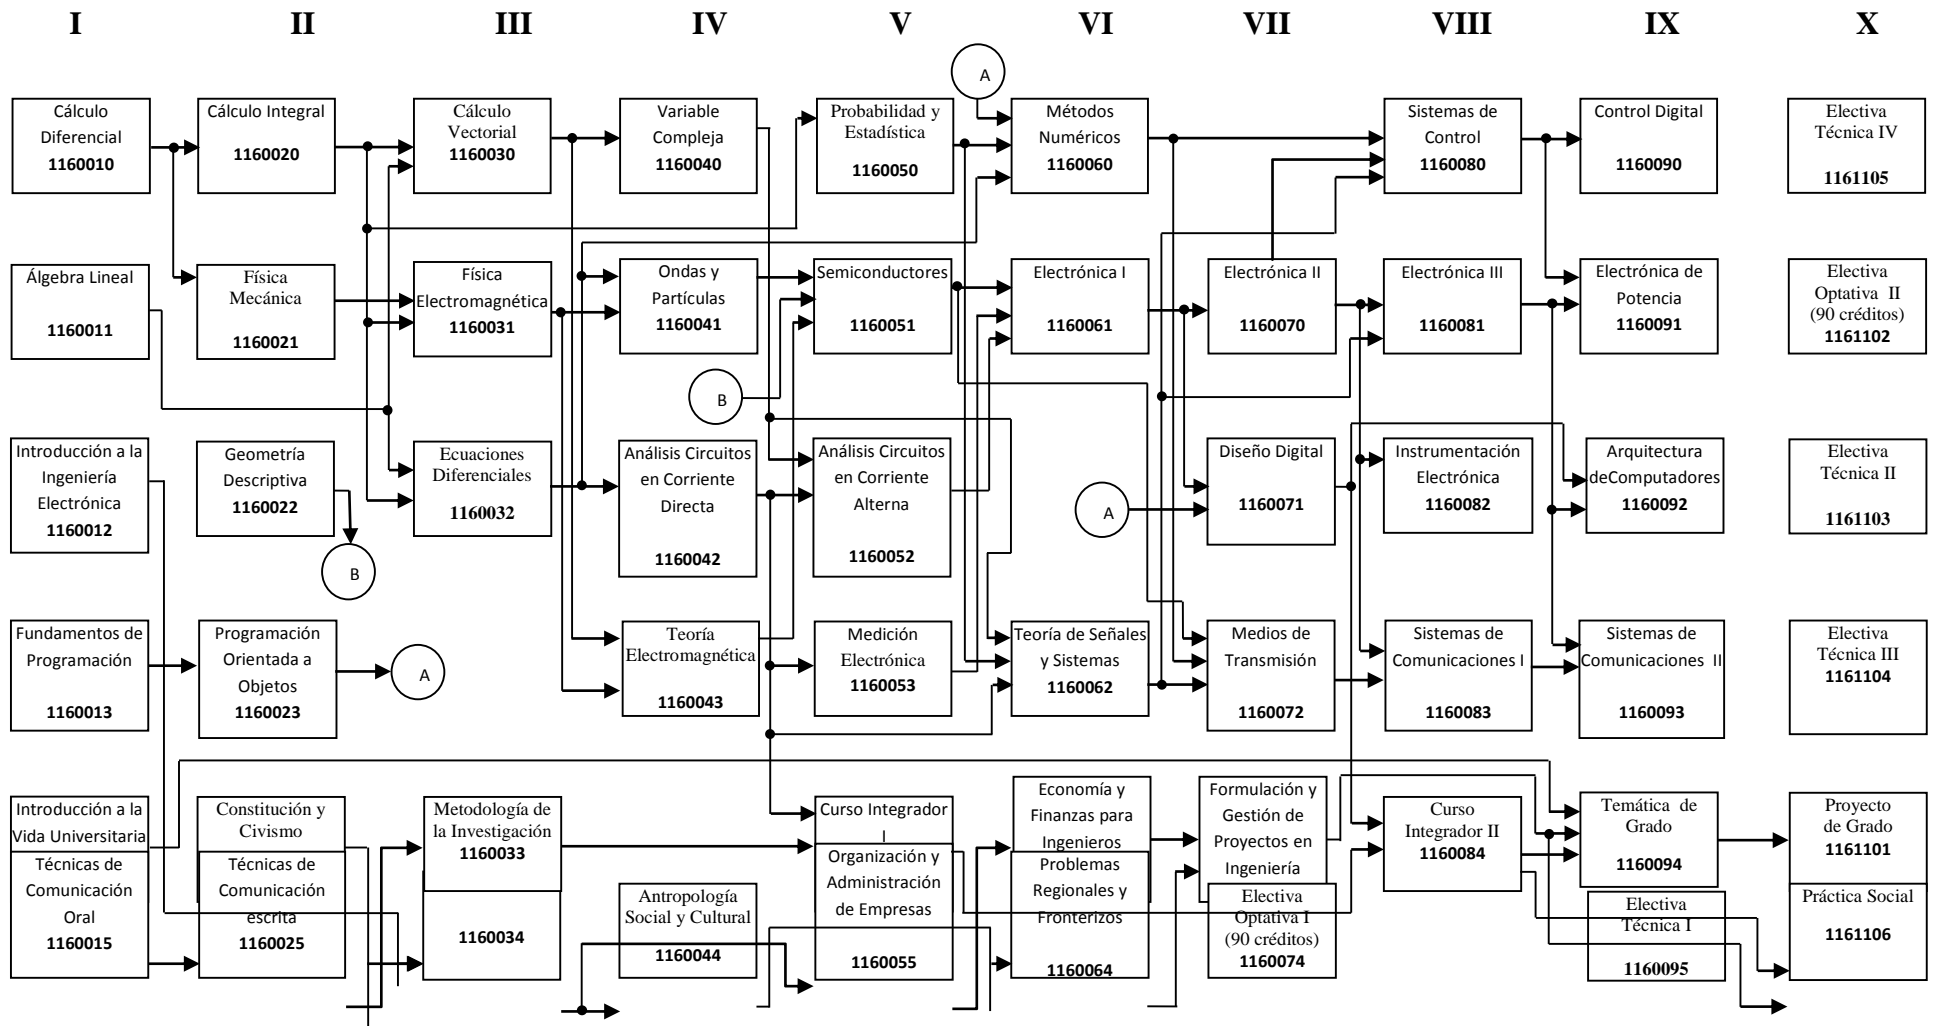 I II III IV V VI VII VIII IX X
A
Cálculo
Diferencial
1160010
Cálculo Integral
1160020
Cálculo
Vectorial
1160030
Variable
Compleja
1160040
Probabilidad y
Estadística
1160050
Métodos
Numéricos
1160060
Sistemas de
Control
1160080
Control Digital
1160090
Electiva
Técnica IV
1161105
Álgebra Lineal
1160011
Física
Mecánica
1160021
Física
Electromagnética
1160031
Ondas y
Partículas
1160041
Semiconductores
1160051
Electrónica I
1160061
Electrónica II
1160070
Electrónica III
1160081
Electrónica de
Potencia
1160091
Electiva
Optativa II
(90 créditos)
1161102
B
Introducción a la
Ingeniería
Electrónica
1160012
Geometría
Descriptiva
1160022
B
Ecuaciones
Diferenciales
1160032
Análisis Circuitos
en Corriente
Directa
1160042
Análisis Circuitos
en Corriente
Alterna
1160052
A
Diseño Digital
1160071
Instrumentación
Electrónica
1160082
Arquitectura
deComputadores
1160092
Electiva
Técnica II
1161103
Fundamentos de
Programación
1160013
Programación
Orientada a
Objetos
1160023
A
Teoría
Electromagnética
1160043
Medición
Electrónica
1160053
Teoría de Señales
y Sistemas
1160062
Medios de
Transmisión
1160072
Sistemas de
Comunicaciones I
1160083
Sistemas de
Comunicaciones II
1160093
Electiva
Técnica III
1161104
Introducción a la
Vida Universitaria
Constitución y
Civismo
Metodología de
la Investigación
1160033
Curso Integrador
I
Economía y
Finanzas para
Ingenieros
Formulación y
Gestión de
Proyectos en
Ingeniería
Curso
Integrador II
1160084
Temática de
Grado
1160094
Proyecto
de Grado
1161101
Técnicas de
Comunicación
Oral
1160015
Técnicas de
Comunicación
escrita
1160025
1160034
Antropología
Social y Cultural
1160044
Organización y
Administración
de Empresas
1160055
Problemas
Regionales y
Fronterizos
1160064
Electiva
Optativa I
(90 créditos)
1160074
Electiva
Técnica I
1160095
Práctica Social
1161106